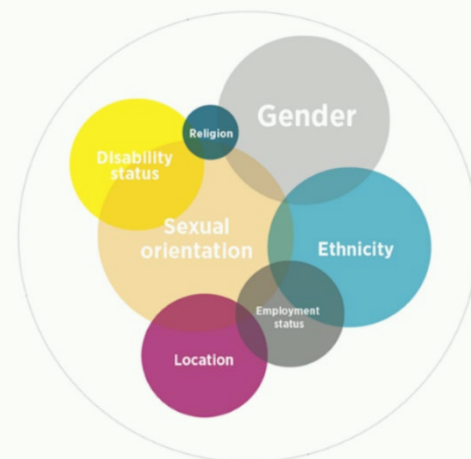 Gender
Religion
Disability
status
Sexual
orientation
Ethnicity
Employment
status
Location